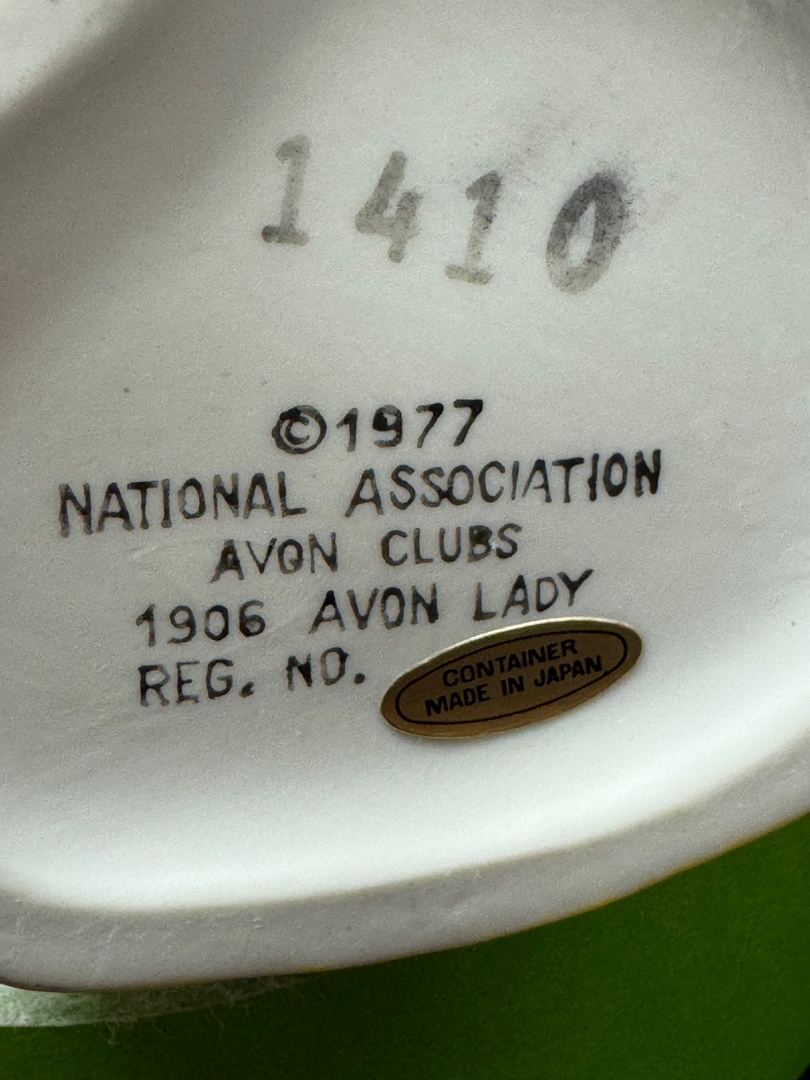 1410
©1977
NATIONAL ASSOCIATION
AVON CLUBS
1906 AVON LADY
REG. NO.
CONTAINER
MADE IN JAPAN